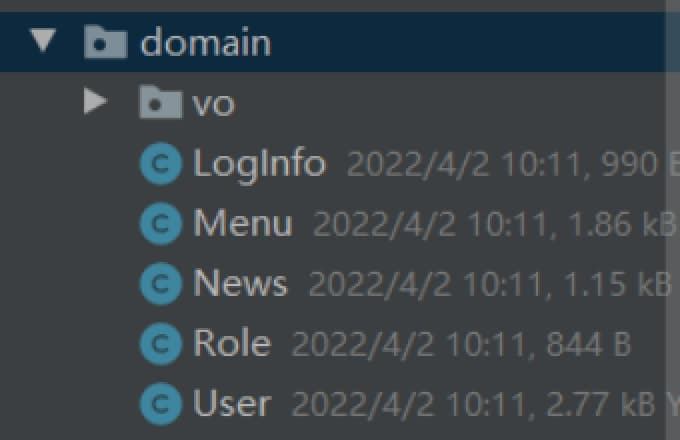 domain
vo
LogInfo 2022/4/2 10:11, 990
Menu 2022/4/2 10:11, 1.86 kB
News 2022/4/2 10:11, 1.15 kB
Role 2022/4/2 10:11, 844 B
User 2022/4/2 10:11, 2.77 kB